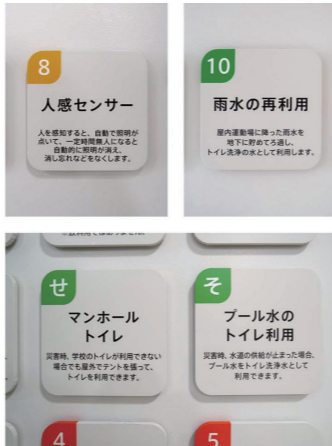 8
人感センサー
人を感知すると、自動で照明が
点いて、一定時間無人になると
自動的に照明が消え、
消し忘れなどをなくします。
10
雨水の再利用
屋内運動場に降った雨水を
地下に貯めてろ過し、
トイレ洗浄の水として利用します。
せ
マンホール
トイレ
災害時、学校のトイレが利用できない
場合でも屋外でテントを張って、
トイレを利用できます。
そ
プール水の
トイレ利用
災害時、水道の供給が止まった場合、
プール水をトイレ洗浄水として
利用できます。
4
5